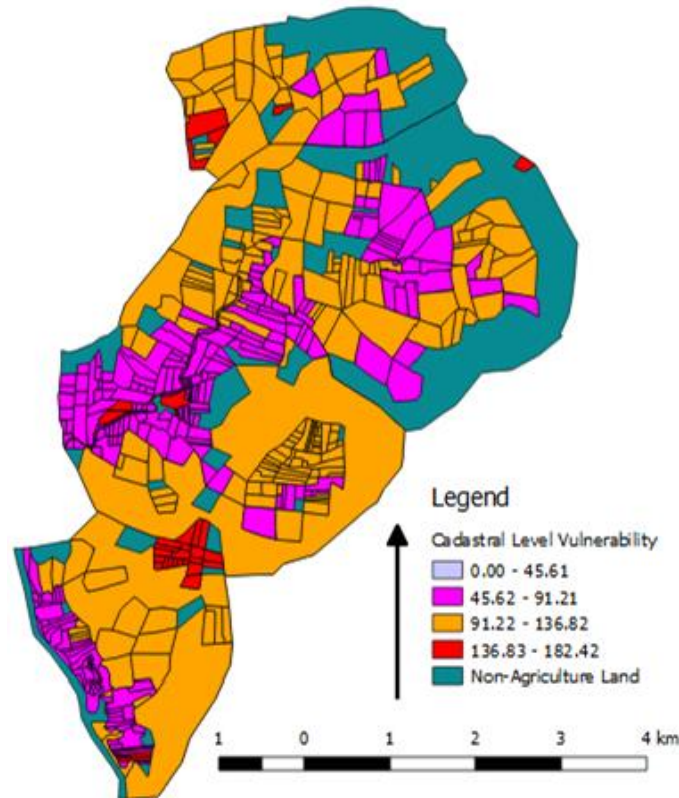 Legend
Cadastral Level Vulnerability
0.00 - 45.61
45.62 - 91.21
91.22 - 136.82
136.83 - 182.42
Non-Agriculture Land
1 0 1 2 3 4 km